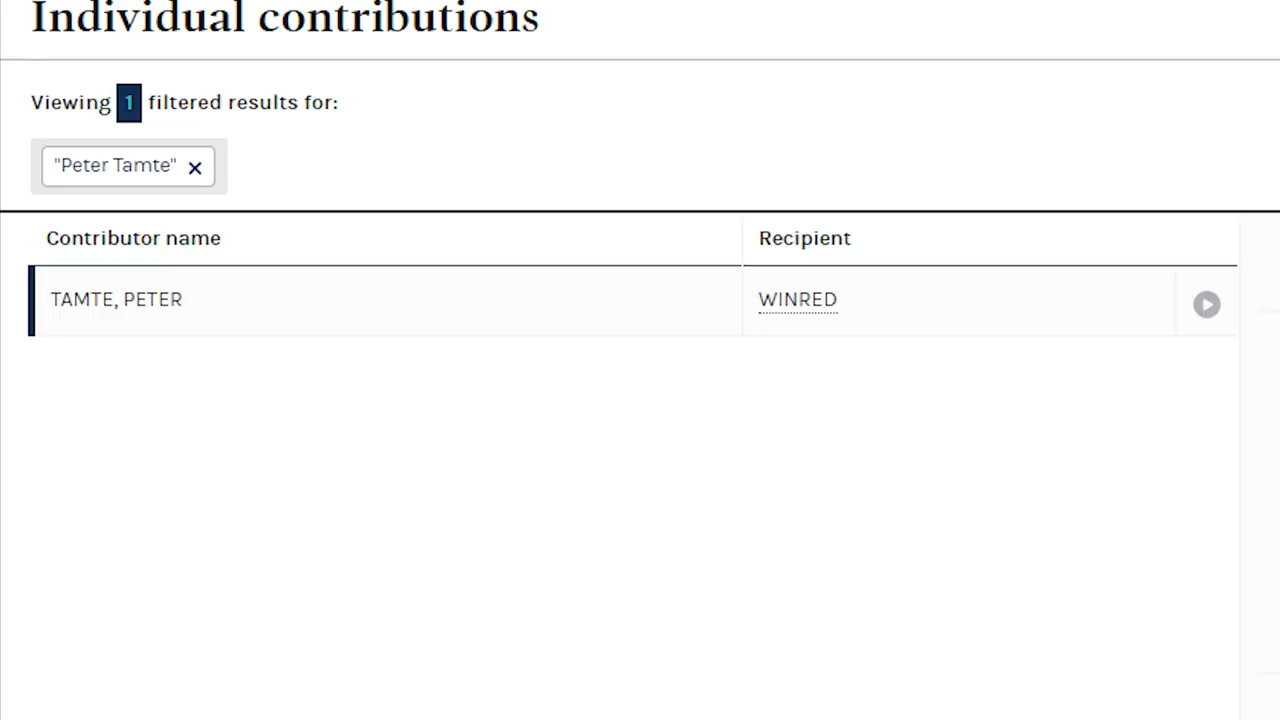 Individual contributions
Viewing 1 filtered results for:
"Peter Tamte" ×
Contributor name
Recipient
TAMTE, PETER
WINRED